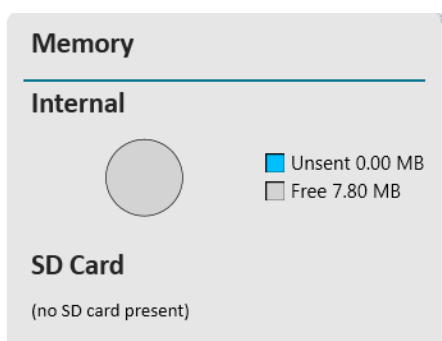 Memory
Internal
Unsent 0.00 MB
Free 7.80 MB
SD Card
(no SD card present)